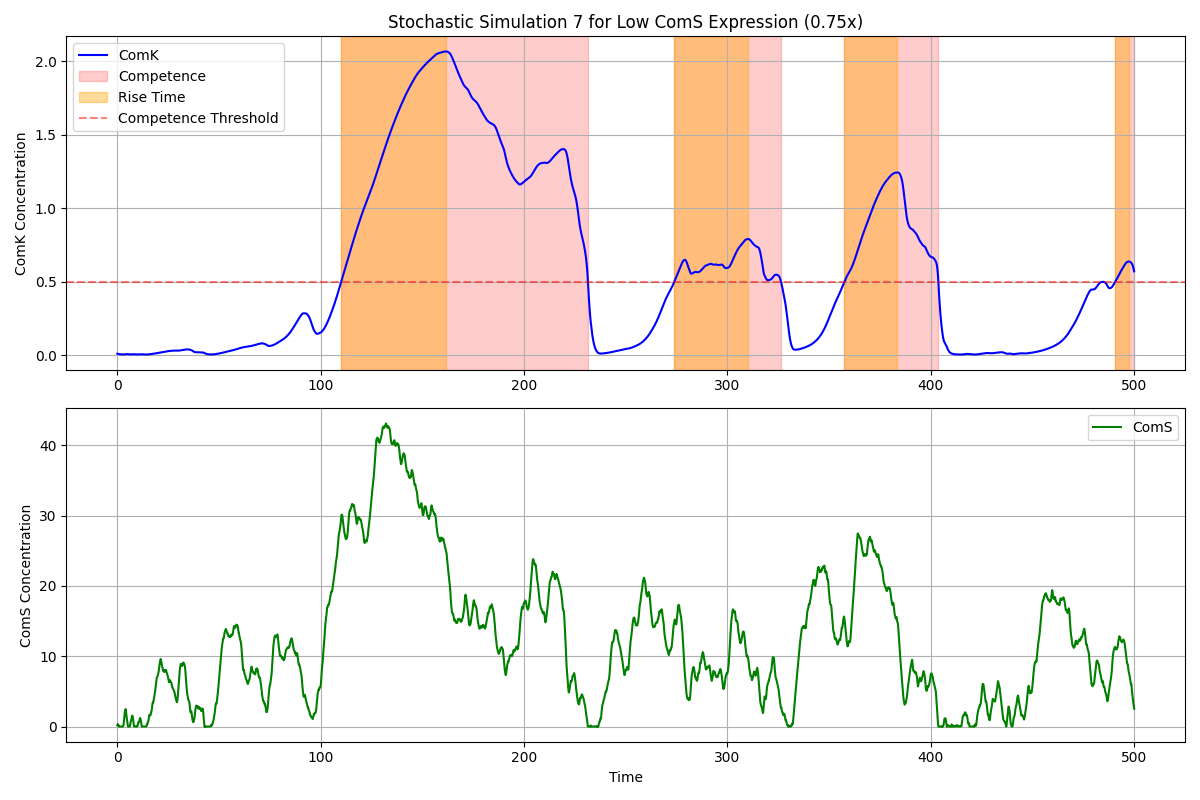 Stochastic Simulation 7 for Low ComS Expression (0.75x)
ComK Concentration
2.0
1.5
1.0
0.5
0.0
ComK
Competence
Rise Time
Competence Threshold
0 100 200 300 400 500
ComS Concentration
40
30
20
10
0
ComS
0 100 200 300 400 500
Time